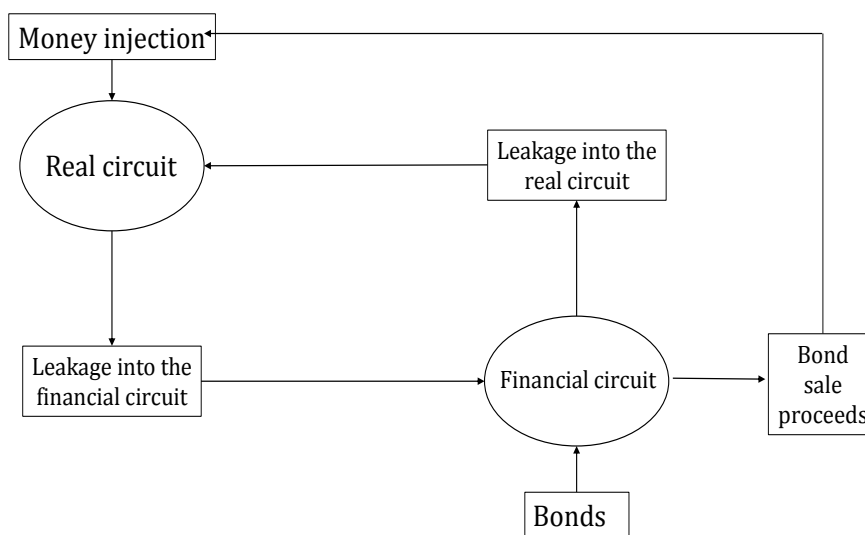 Money injection
Real circuit
Leakage into the
real circuit
Leakage into the
financial circuit
Financial circuit
Bond
sale
proceeds
Bonds